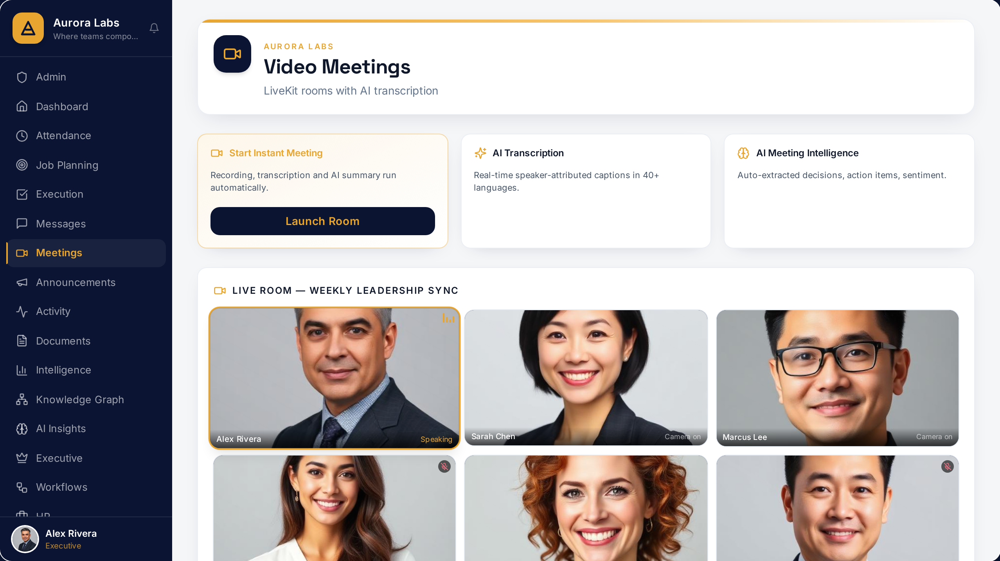 Aurora Labs
Where teams compo...
Admin
Dashboard
Attendance
Job Planning
Execution
Messages
Meetings
Announcements
Activity
Documents
Intelligence
Knowledge Graph
AI Insights
Executive
Workflows
HR
Alex Rivera
Executive
AURORA LABS
Video Meetings
LiveKit rooms with AI transcription
Start Instant Meeting
Recording, transcription and AI summary run
automatically.
Launch Room
AI Transcription
Real-time speaker-attributed captions in 40+
languages.
AI Meeting Intelligence
Auto-extracted decisions, action items, sentiment.
LIVE ROOM — WEEKLY LEADERSHIP SYNC
Alex Rivera
Speaking
Sarah Chen
Camera on
Marcus Lee
Camera on